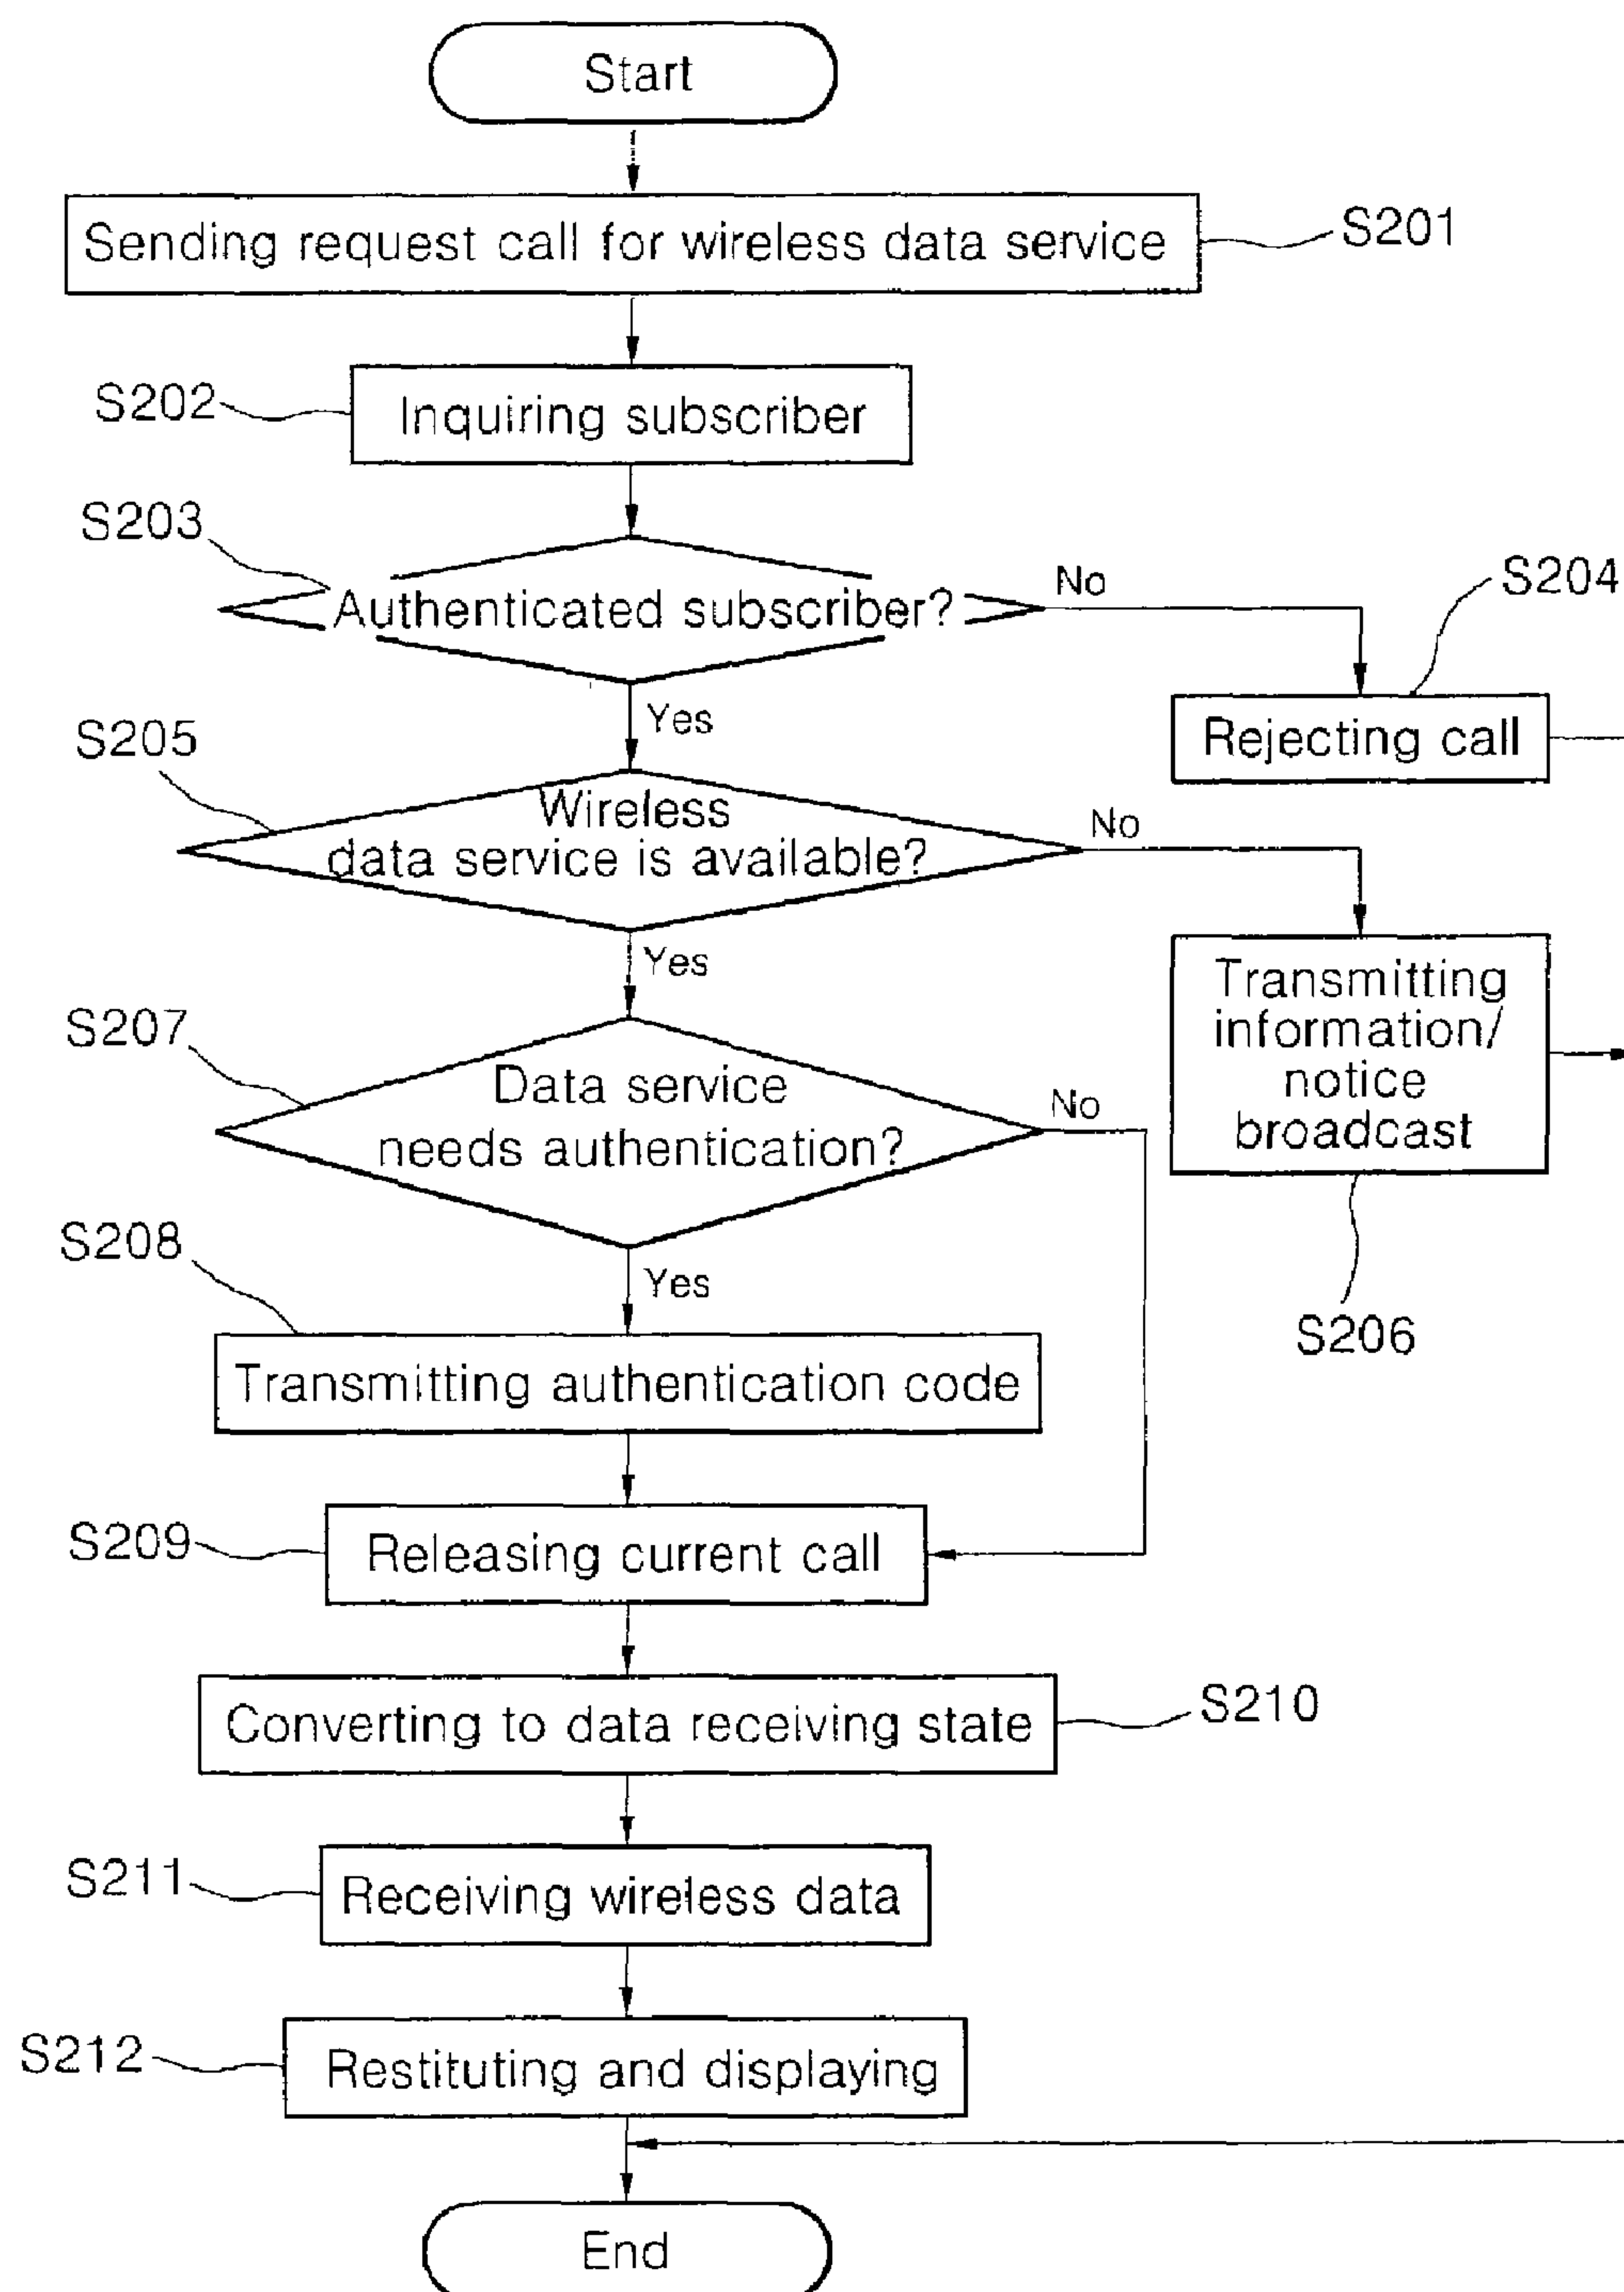 Start
Sending request call for wireless data service
S201
S202
Inquiring subscriber
S203
Authenticated subscriber?
No
S204
Yes
Rejecting call
S205
Wireless
data service is available?
No
Yes
Transmitting
information/
notice
broadcast
S206
S207
Data service
needs authentication?
No
Yes
S208
Transmitting authentication code
S209
Releasing current call
Converting to data receiving state
S210
S211
Receiving wireless data
S212
Restituting and displaying
End